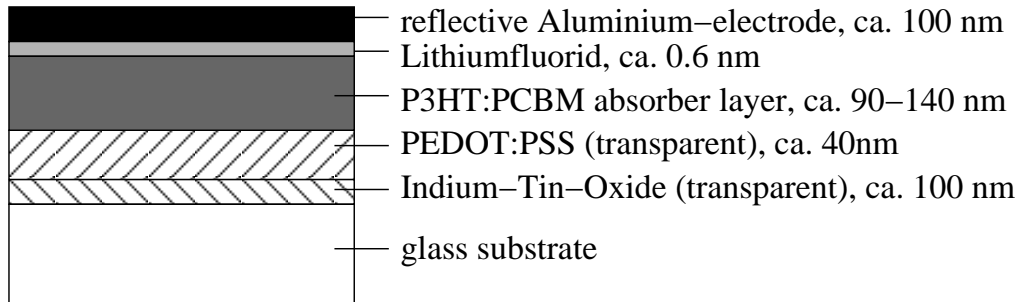 reflective Aluminium−electrode, ca. 100 nm
Lithiumfluorid, ca. 0.6 nm
P3HT:PCBM absorber layer, ca. 90−140 nm
PEDOT:PSS (transparent), ca. 40nm
Indium−Tin−Oxide (transparent), ca. 100 nm
glass substrate